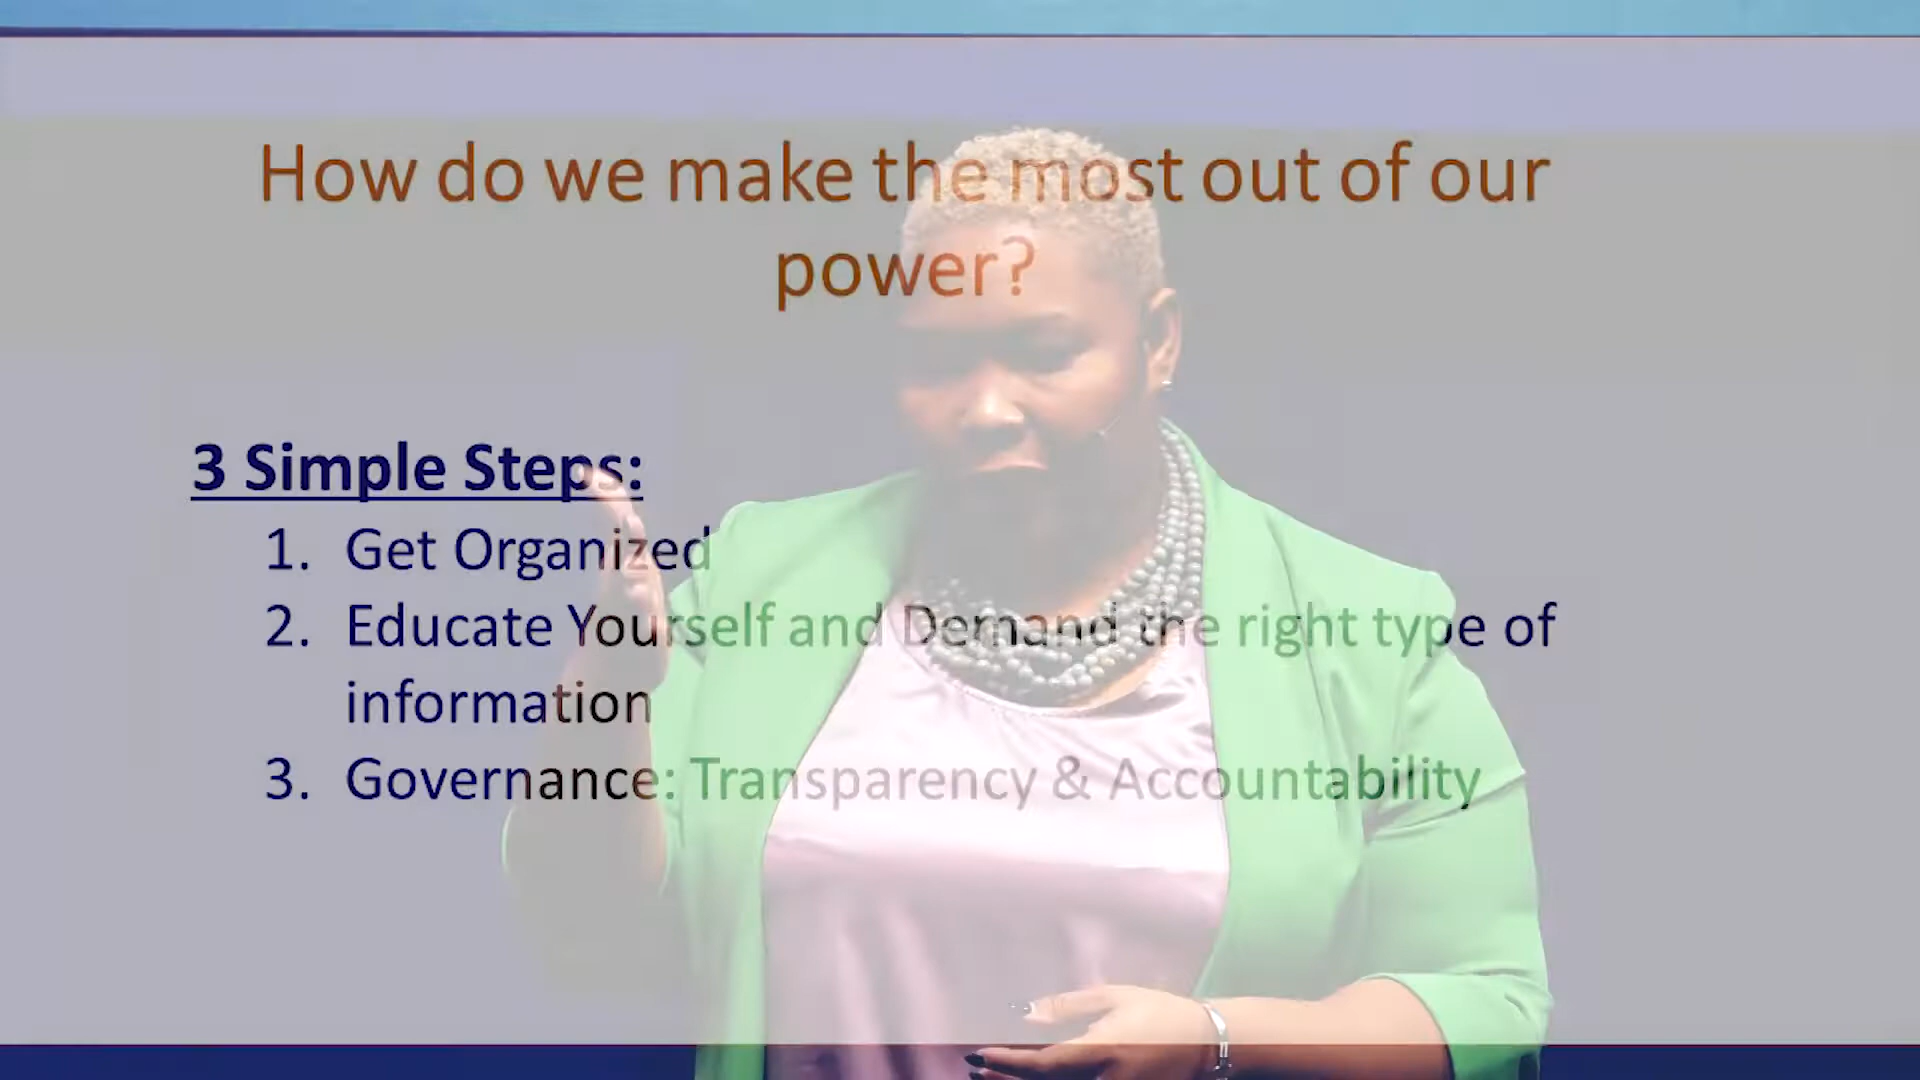 How do we make the most out of our
power?
3 Simple Steps:
1. Get Organized
2. Educate Yourself and Demand the right type of
information
3. Governance: Transparency & Accountability